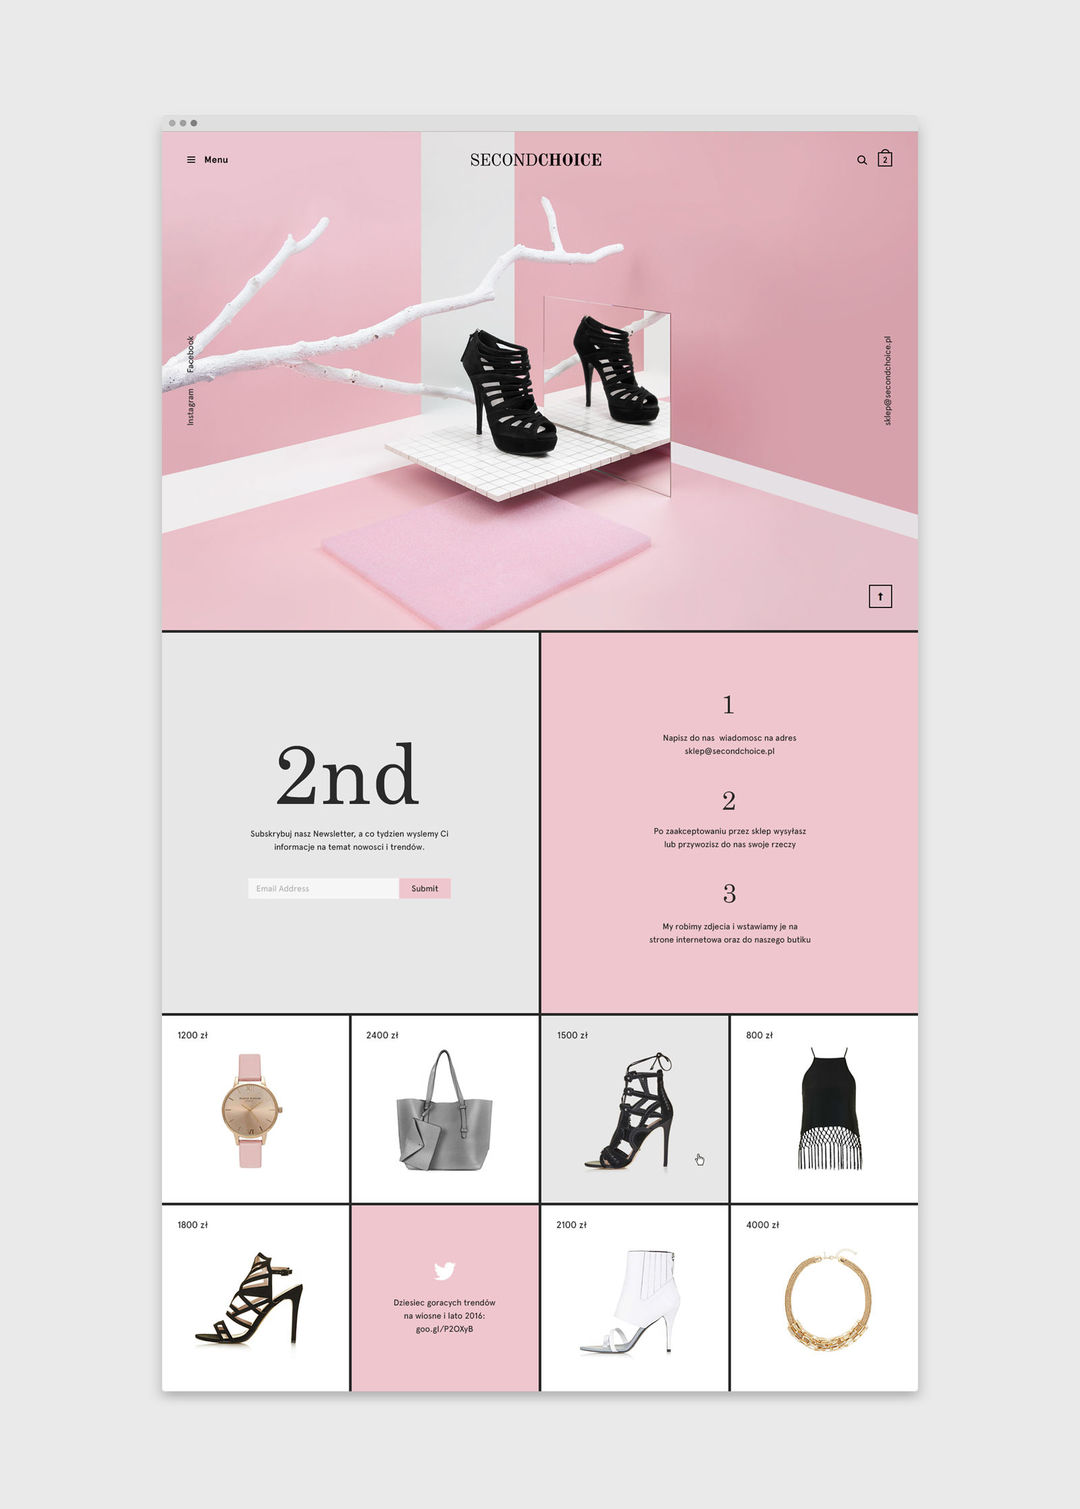 Menu
SECONDCHOICE
2
Instagram
Facebook
sklep@secondchoice.pl
2nd
Subskrybuj nasz Newsletter, a co tydzien wyslemy Ci
informacje na temat nowosci i trendów.
Email Address
Submit
1
Napisz do nas wiadomosc na adres
sklep@secondchoice.pl
2
Po zaakceptowaniu przez sklep wysyłasz
lub przywozisz do nas swoje rzeczy
3
My robimy zdjecia i wstawiamy je na
strone internetowa oraz do naszego butiku
1200 zł
2400 zł
1500 zł
800 zł
1800 zł
Dziesiec goracych trendów
na wiosne i lato 2016:
goo.gl/P2OXyB
2100 zł
4000 zł